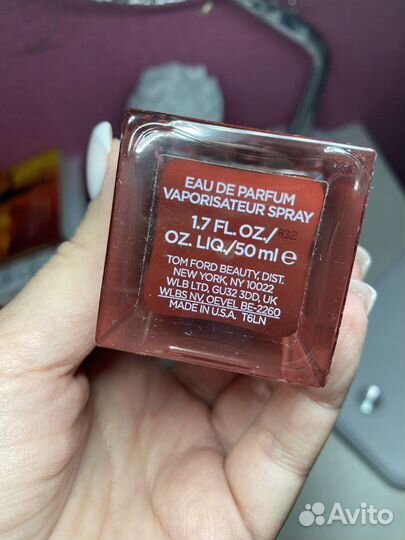 EAU DE PARFUM
VAPORISATEUR SPRAY
1.7 FL.OZ./
OZ. LIQ./50 ml ℮
A32
TOM FORD BEAUTY, DIST.
NEW YORK, NY 10022
WLB LTD, GU32 3DD, UK
WLBS NV, OEVEL BE-2260
MADE IN U.S.A. T6LN
Avito